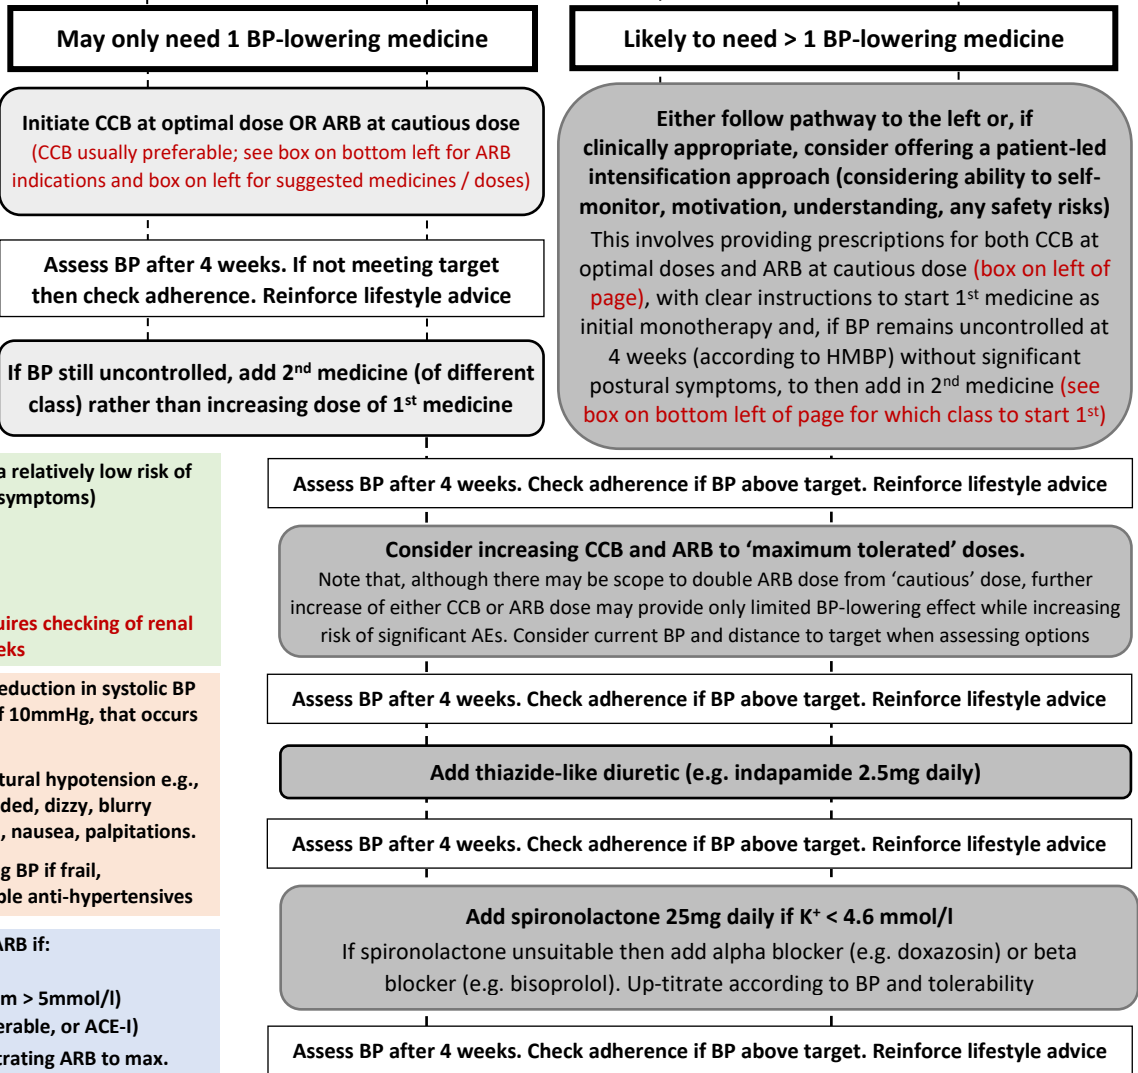 May only need 1 BP-lowering medicine
Likely to need > 1 BP-lowering medicine
Initiate CCB at optimal dose OR ARB at cautious dose
(CCB usually preferable; see box on bottom left for ARB
indications and box on left for suggested medicines / doses)
Assess BP after 4 weeks. If not meeting target
then check adherence. Reinforce lifestyle advice
If BP still uncontrolled, add 2nd medicine (of different
class) rather than increasing dose of 1st medicine
Either follow pathway to the left or, if
clinically appropriate, consider offering a patient-led
intensification approach (considering ability to self-
monitor, motivation, understanding, any safety risks)
This involves providing prescriptions for both CCB at
optimal doses and ARB at cautious dose (box on left of
page), with clear instructions to start 1st medicine as
initial monotherapy and, if BP remains uncontrolled at
4 weeks (according to HMBP) without significant
postural symptoms, to then add in 2nd medicine (see
box on bottom left of page for which class to start 1st)
a relatively low risk of
symptoms)
uires checking of renal
eeks
eduction in systolic BP
f 10mmHg, that occurs
tural hypotension e.g.,
ded, dizzy, blurry
, nausea, palpitations.
g BP if frail,
ple anti-hypertensives
ARB if:
m > 5mmol/l)
erable, or ACE-I)
trating ARB to max.
Assess BP after 4 weeks. Check adherence if BP above target. Reinforce lifestyle advice
Consider increasing CCB and ARB to ‘maximum tolerated’ doses.
Note that, although there may be scope to double ARB dose from ‘cautious’ dose, further
increase of either CCB or ARB dose may provide only limited BP-lowering effect while increasing
risk of significant AEs. Consider current BP and distance to target when assessing options
Assess BP after 4 weeks. Check adherence if BP above target. Reinforce lifestyle advice
Add thiazide-like diuretic (e.g. indapamide 2.5mg daily)
Assess BP after 4 weeks. Check adherence if BP above target. Reinforce lifestyle advice
Add spironolactone 25mg daily if K+ < 4.6 mmol/l
If spironolactone unsuitable then add alpha blocker (e.g. doxazosin) or beta
blocker (e.g. bisoprolol). Up-titrate according to BP and tolerability
Assess BP after 4 weeks. Check adherence if BP above target. Reinforce lifestyle advice